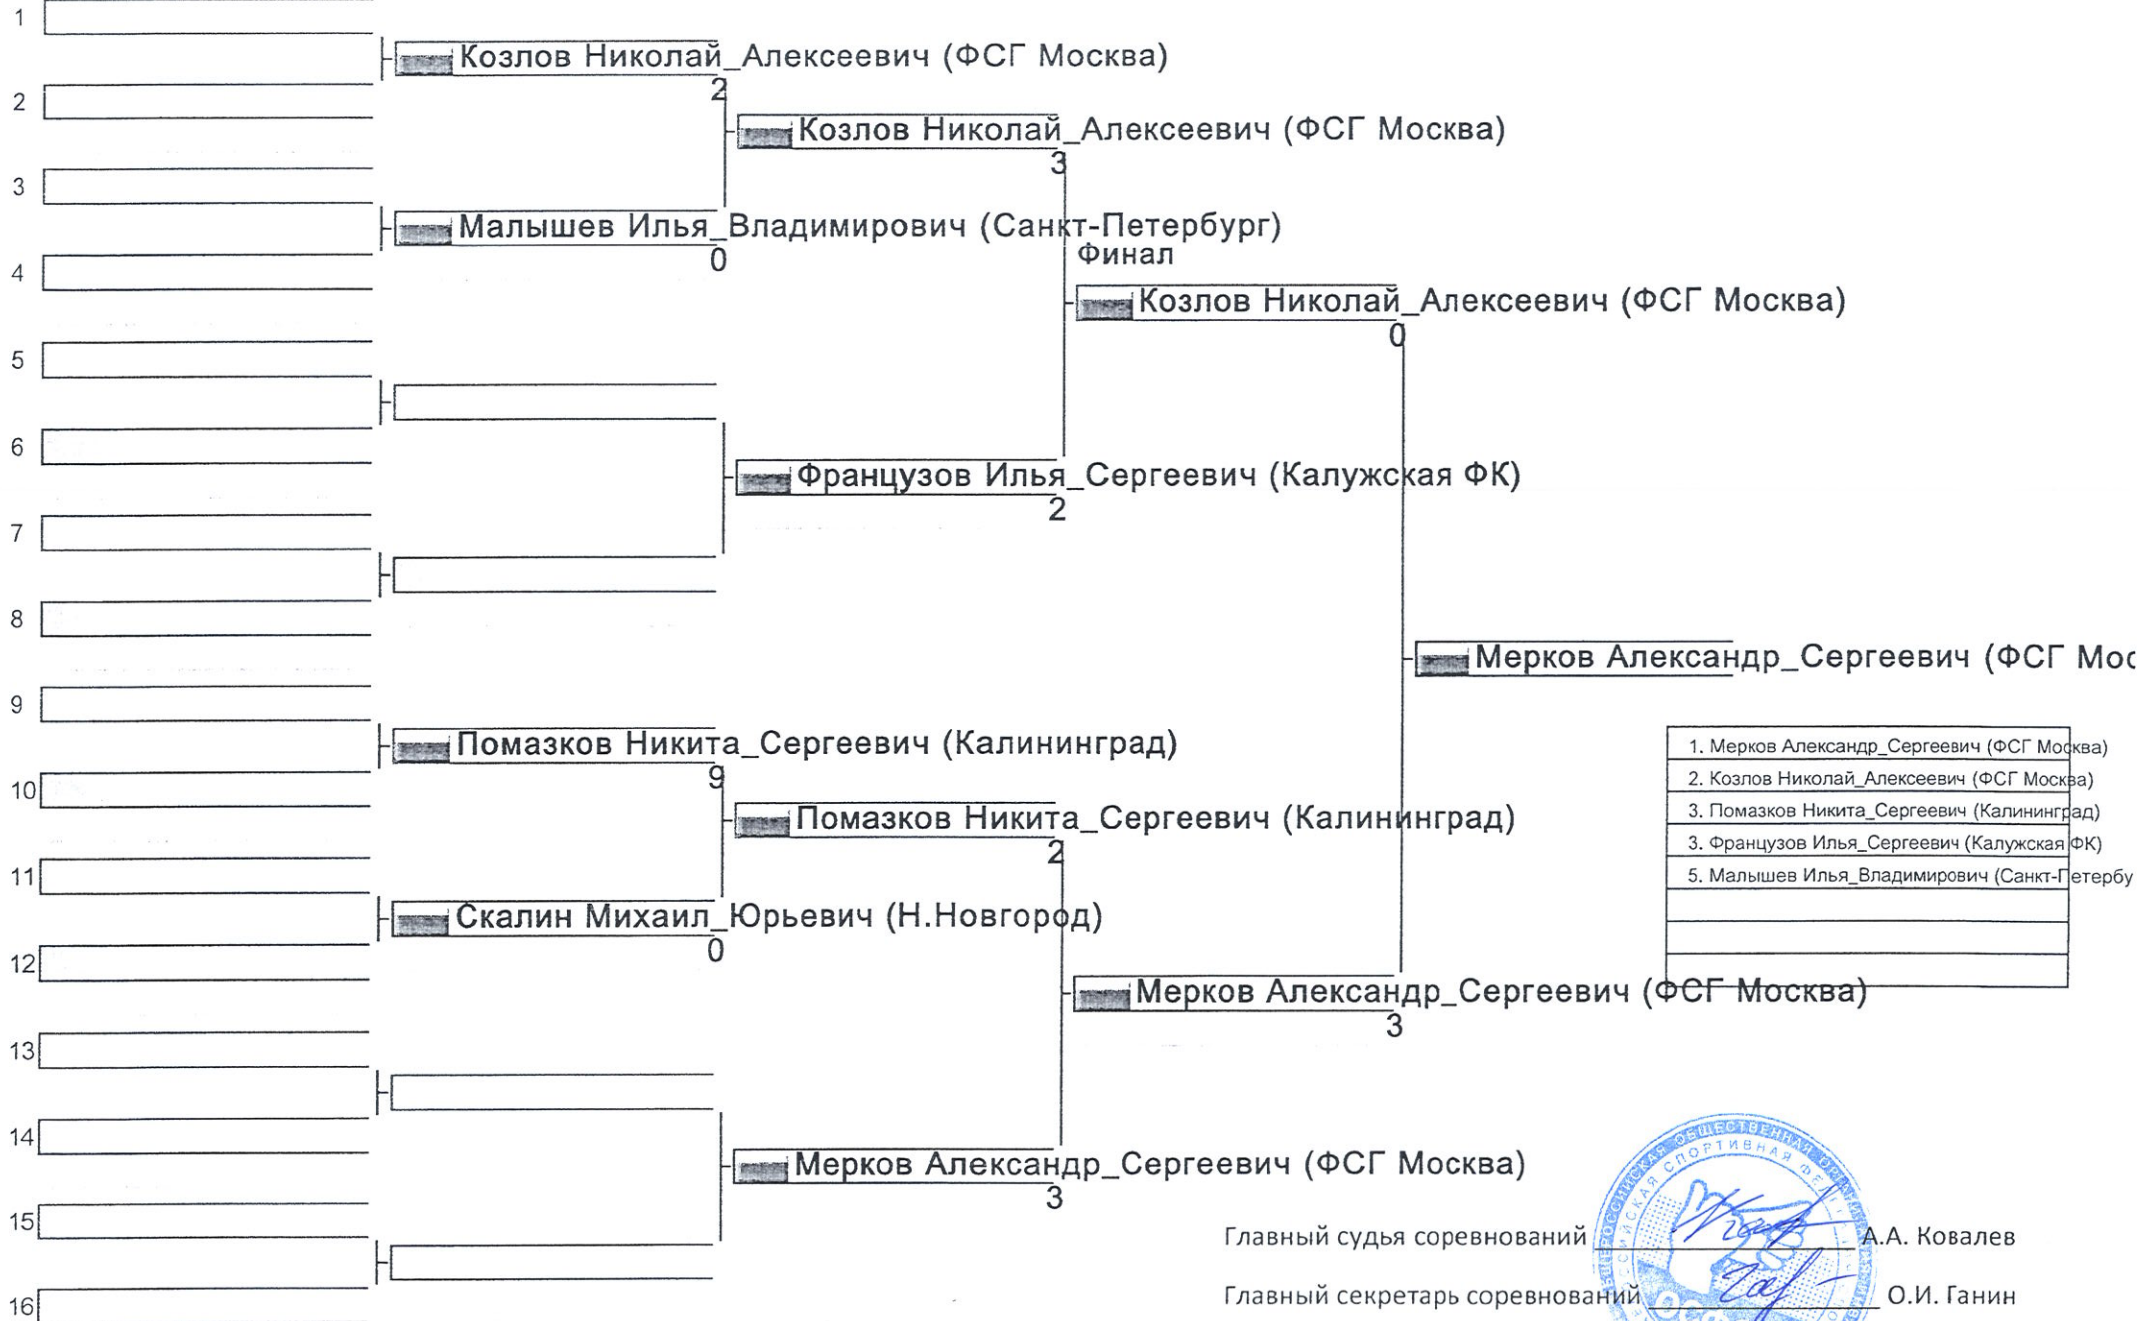 1
Козлов Николай_Алексеевич (ФСГ Москва)
2
2
Козлов Николай_Алексеевич (ФСГ Москва)
3
3
Малышев Илья_Владимирович (Санкт-Петербург)
0
Финал
4
Козлов Николай_Алексеевич (ФСГ Москва)
0
5
6
Французов Илья_Сергеевич (Калужская ФК)
2
7
8
Мерков Александр_Сергеевич (ФСГ Мос
9
Помазков Никита_Сергеевич (Калининград)
9
10
Помазков Никита_Сергеевич (Калининград)
2
11
Скалин Михаил_Юрьевич (Н.Новгород)
0
12
1. Мерков Александр_Сергеевич (ФСГ Москва)
2. Козлов Николай_Алексеевич (ФСГ Москва)
3. Помазков Никита_Сергеевич (Калининград)
3. Французов Илья_Сергеевич (Калужская ФК)
5. Малышев Илья_Владимирович (Санкт-Петербу
Мерков Александр_Сергеевич (ФСГ Москва)
3
13
14
Мерков Александр_Сергеевич (ФСГ Москва)
3
15
16
Главный судья соревнований А.А. Ковалев
Главный секретарь соревнований О.И. Ганин
ОБЩЕСТВЕННАЯ
СПОРТИВНАЯ